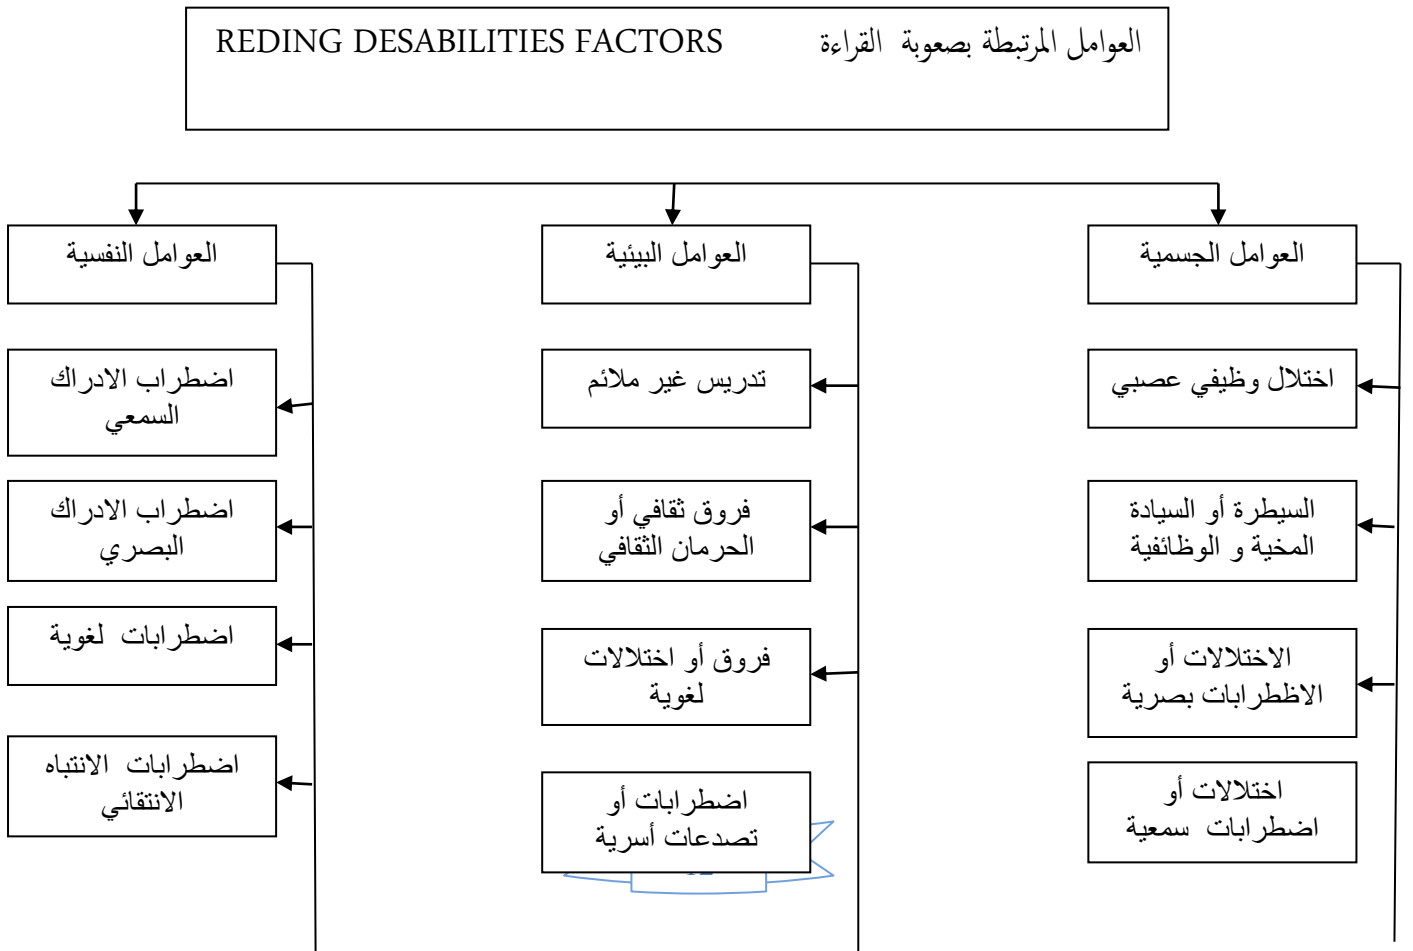 العوامل المرتبطة بصعوبة القراءة REDING DESABILITIES FACTORS
العوامل الجسمية
العوامل البيئية
العوامل النفسية
اختلال وظيفي عصبي
تدريس غير ملائم
اضطراب الادراك
السمعي
السيطرة أو السيادة
المخية و الوظائفية
فروق ثقافي أو
الحرمان الثقافي
اضطراب الادراك
البصري
الاختلالات أو
الاظطرابات بصرية
فروق أو اختلالات
لغوية
اضطرابات لغوية
اختلالات أو
اضطرابات سمعية
اضطرابات أو
تصدعات أسرية
اضطرابات الانتباه
الانتقائي